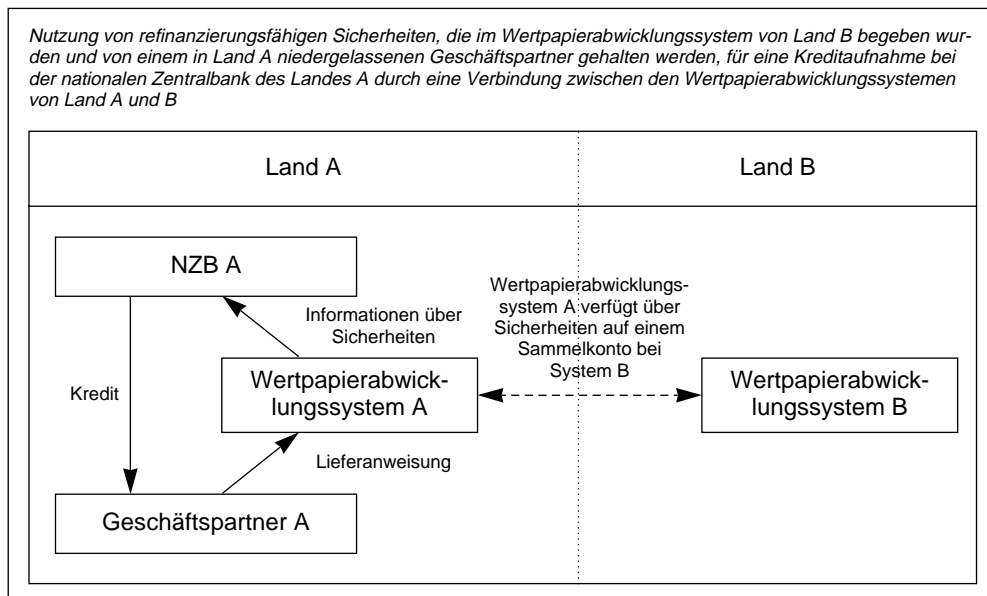 Nutzung von refinanzierungsfähigen Sicherheiten, die im Wertpapierabwicklungssystem von Land B begeben wur-
den und von einem in Land A niedergelassenen Geschäftspartner gehalten werden, für eine Kreditaufnahme bei
der nationalen Zentralbank des Landes A durch eine Verbindung zwischen den Wertpapierabwicklungssystemen
von Land A und B
Land A
Land B
NZB A
Informationen über
Sicherheiten
Wertpapierabwicklungs-
system A verfügt über
Sicherheiten auf einem
Sammelkonto bei
System B
Kredit
Wertpapierabwick-
lungssystem A
Wertpapierabwick-
lungssystem B
Lieferanweisung
Geschäftspartner A